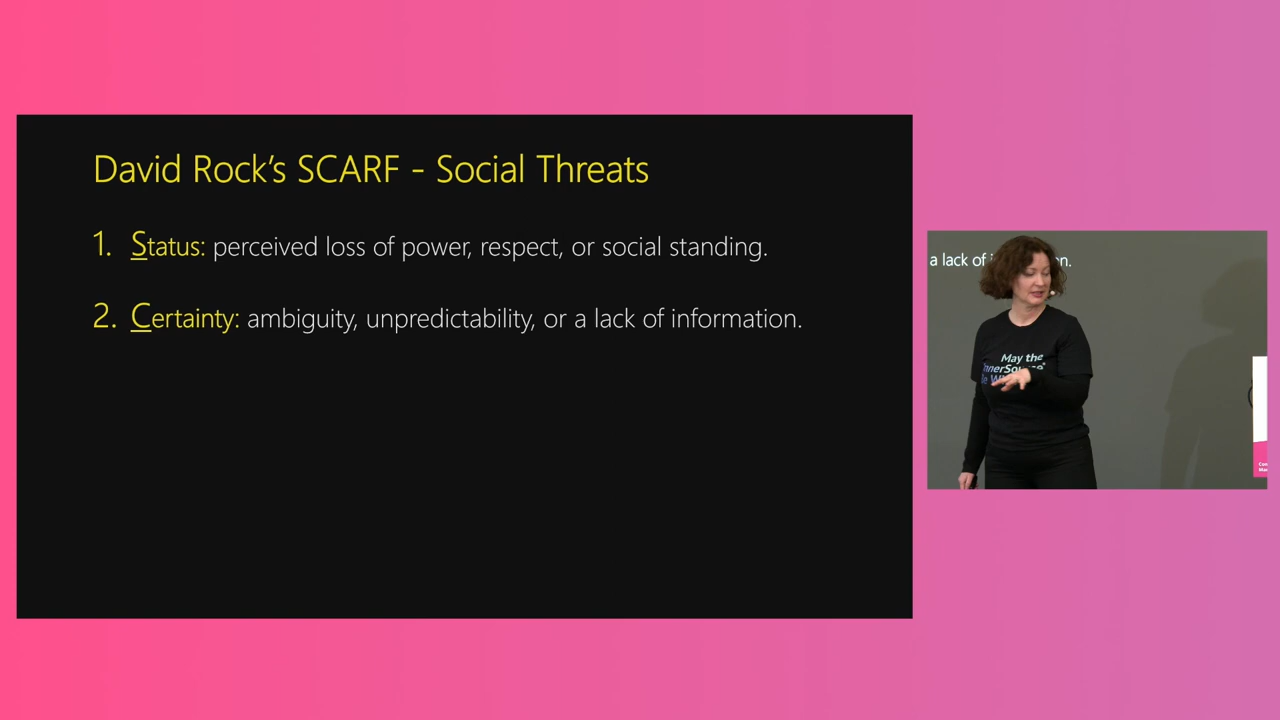 David Rock's SCARF - Social Threats
1. Status: perceived loss of power, respect, or social standing.
2. Certainty: ambiguity, unpredictability, or a lack of information.
a lack of
May the
InnerSource